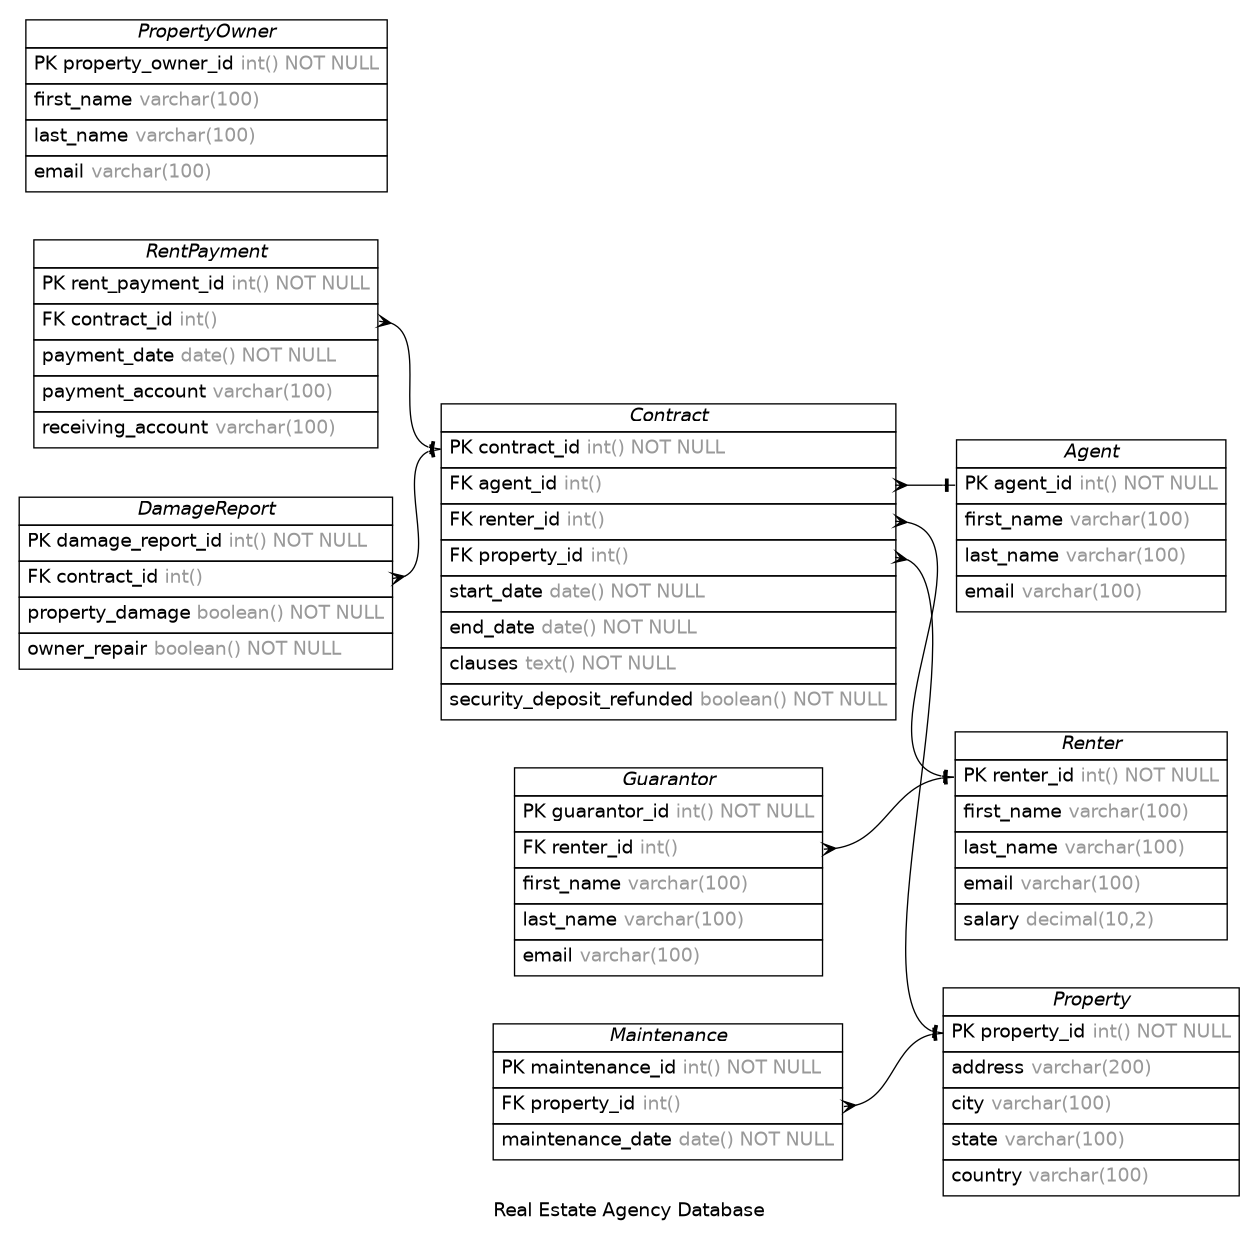 PropertyOwner
PK property_owner_id int() NOT NULL
first_name varchar(100)
last_name varchar(100)
email varchar(100)
RentPayment
PK rent_payment_id int() NOT NULL
FK contract_id int()
payment_date date() NOT NULL
payment_account varchar(100)
receiving_account varchar(100)
DamageReport
PK damage_report_id int() NOT NULL
FK contract_id int()
property_damage boolean() NOT NULL
owner_repair boolean() NOT NULL
Contract
PK contract_id int() NOT NULL
FK agent_id int()
FK renter_id int()
FK property_id int()
start_date date() NOT NULL
end_date date() NOT NULL
clauses text() NOT NULL
security_deposit_refunded boolean() NOT NULL
Agent
PK agent_id int() NOT NULL
first_name varchar(100)
last_name varchar(100)
email varchar(100)
Guarantor
PK guarantor_id int() NOT NULL
FK renter_id int()
first_name varchar(100)
last_name varchar(100)
email varchar(100)
Renter
PK renter_id int() NOT NULL
first_name varchar(100)
last_name varchar(100)
email varchar(100)
salary decimal(10,2)
Maintenance
PK maintenance_id int() NOT NULL
FK property_id int()
maintenance_date date() NOT NULL
Property
PK property_id int() NOT NULL
address varchar(200)
city varchar(100)
state varchar(100)
country varchar(100)
Real Estate Agency Database